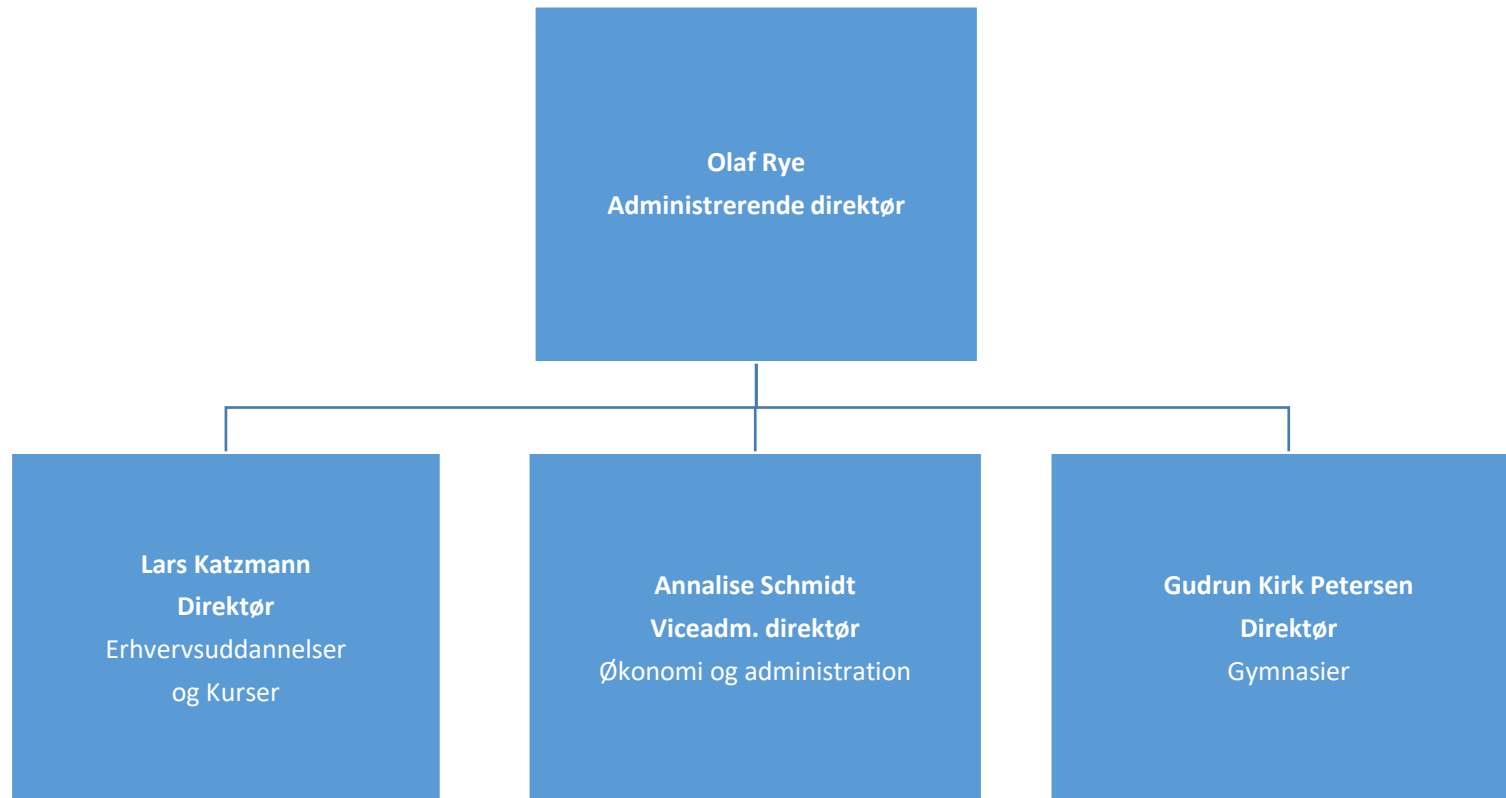 Olaf Rye
Administrerende direktør
Lars Katzmann
Direktør
Erhvervsuddannelser
og Kurser
Annalise Schmidt
Viceadm. direktør
Økonomi og administration
Gudrun Kirk Petersen
Direktør
Gymnasier